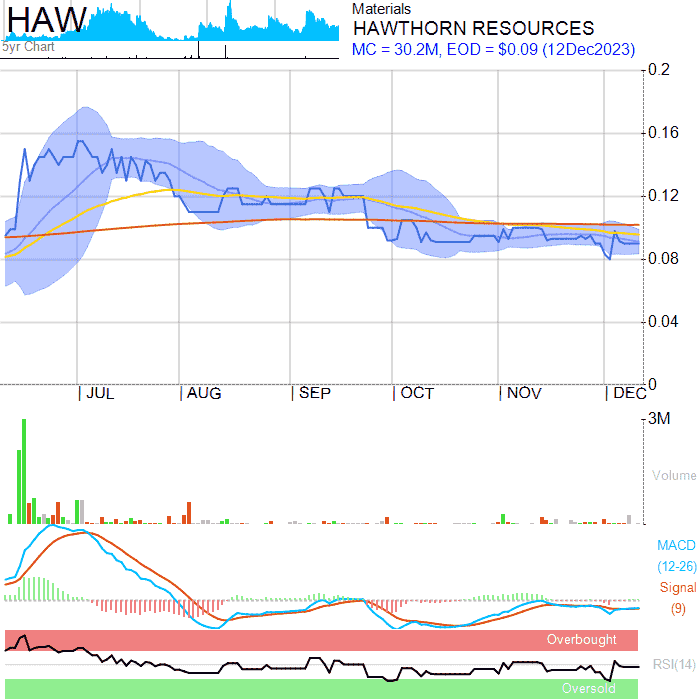 HAW
5yr Chart
Materials
HAWTHORN RESOURCES
MC = 30.2M, EOD = $0.09 (12Dec2023)
0.2
0.16
0.12
0.08
0.04
0
JUL AUG SEP OCT NOV DEC
3M
Volume
MACD
(12-26)
Signal
(9)
Overbought
RSI(14)
Oversold